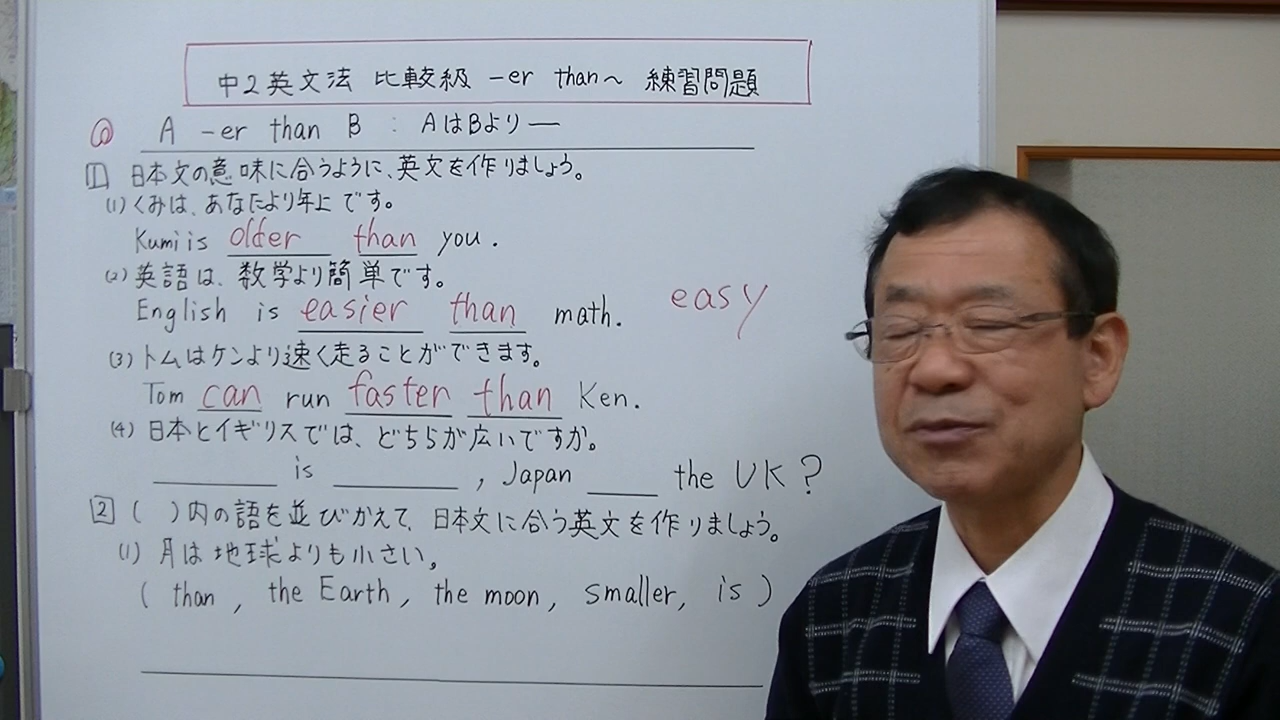 中2英文法 比較級 -er than〜 練習問題
@ A -er than B : AはBより―
1 日本文の意味に合うように、英文を作りましょう。
(1) くみは、あなたより年上です。
Kumi is older than you.
(2) 英語は、数学より簡単です。
English is easier than math. easy
(3) トムはケンより速く走ることができます。
Tom can run faster than Ken.
(4) 日本とイギリスでは、どちらが広いですか。
______ is ______, Japan ____ the UK?
2 ( )内の語を並びかえて、日本文に合う英文を作りましょう。
(1) 月は地球よりも小さい。
( than, the Earth, the moon, smaller, is )